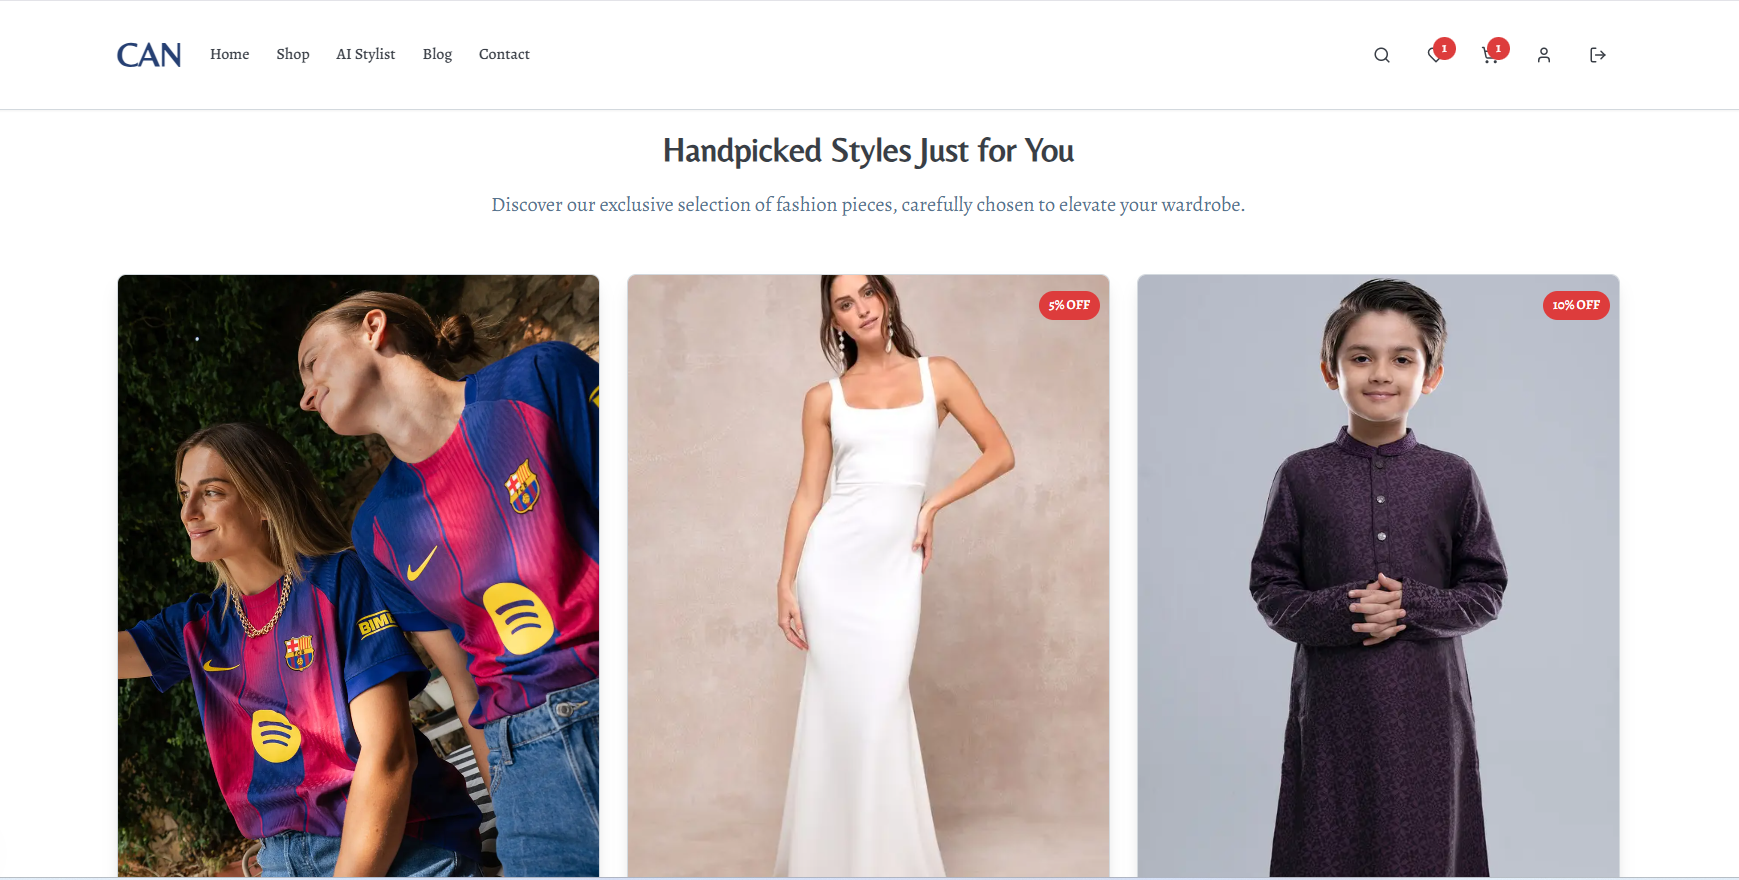 CAN
Home
Shop
AI Stylist
Blog
Contact
1
1
Handpicked Styles Just for You
Discover our exclusive selection of fashion pieces, carefully chosen to elevate your wardrobe.
5% OFF
10% OFF